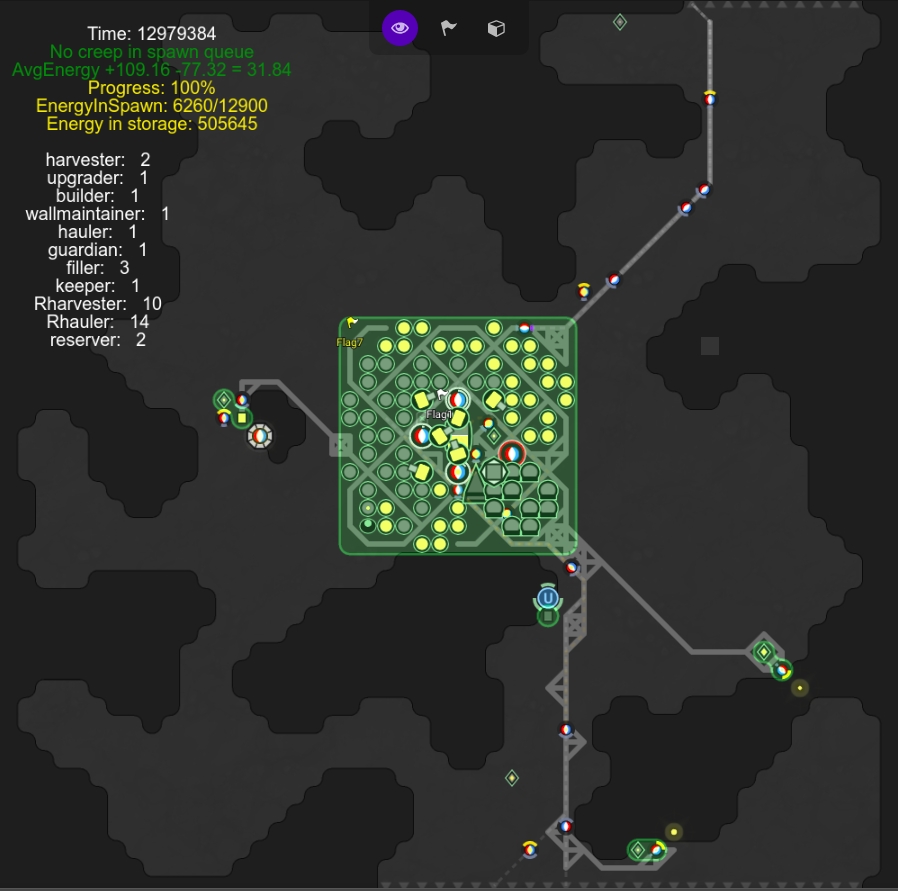 Time: 12979384
No creep in spawn queue
AvgEnergy +109.16 -77.32 = 31.84
Progress: 100%
EnergyInSpawn: 6260/12900
Energy in storage: 505645
harvester: 2
upgrader: 1
builder: 1
wallmaintainer: 1
hauler: 1
guardian: 1
filler: 3
keeper: 1
Rharvester: 10
Rhauler: 14
reserver: 2
Flag7
Flag1
U